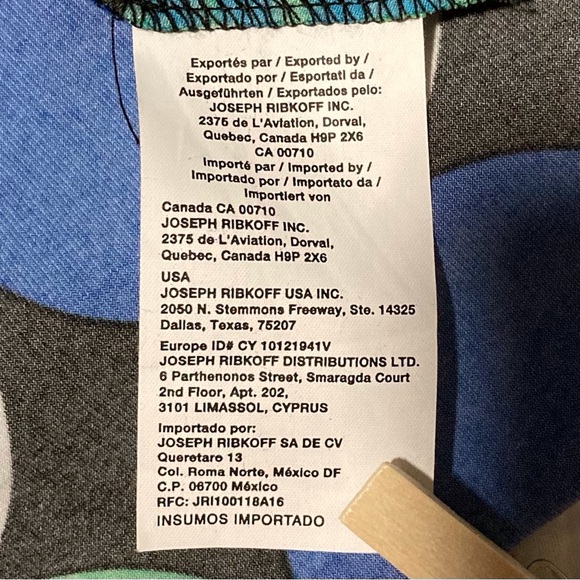 Exportés par / Exported by /
Exportado por / Esportati da /
Ausgeführten / Exportados pelo:
JOSEPH RIBKOFF INC.
2375 de L'Aviation, Dorval,
Quebec, Canada H9P 2X6
CA 00710
Importé par / Imported by /
Importado por / Importato da /
Importiert von
Canada CA 00710
JOSEPH RIBKOFF INC.
2375 de L'Aviation, Dorval,
Quebec, Canada H9P 2X6
USA
JOSEPH RIBKOFF USA INC.
2050 N. Stemmons Freeway, Ste. 14325
Dallas, Texas, 75207
Europe ID# CY 10121941V
JOSEPH RIBKOFF DISTRIBUTIONS LTD.
6 Parthenonos Street, Smaragda Court
2nd Floor, Apt. 202,
3101 LIMASSOL, CYPRUS
Importado por:
JOSEPH RIBKOFF SA DE CV
Queretaro 13
Col. Roma Norte, México DF
C.P. 06700 México
RFC: JRI100118A16
INSUMOS IMPORTADO